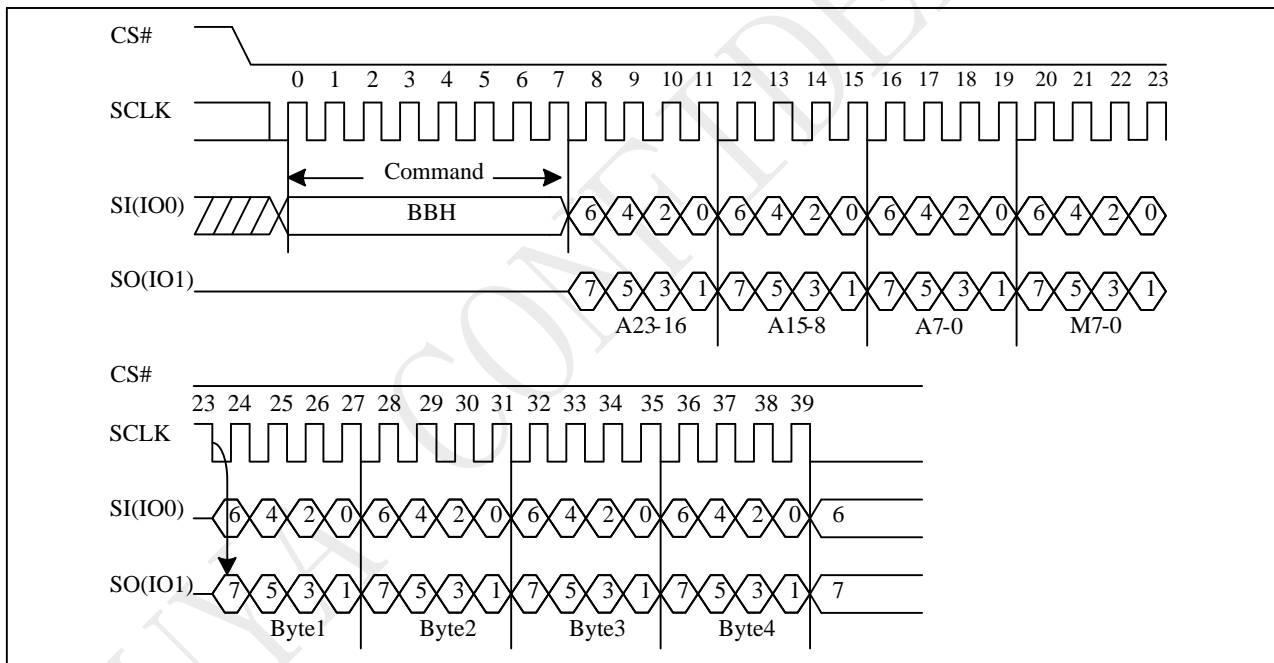 CS#
0 1 2 3 4 5 6 7 8 9 10 11 12 13 14 15 16 17 18 19 20 21 22 23
SCLK
Command
SI(IO0) BBH 6 4 2 0 6 4 2 0 6 4 2 0 6 4 2 0
SO(IO1) 7 5 3 1 7 5 3 1 7 5 3 1 7 5 3 1
A23-16 A15-8 A7-0 M7-0
CS#
23 24 25 26 27 28 29 30 31 32 33 34 35 36 37 38 39
SCLK
SI(IO0) 6 4 2 0 6 4 2 0 6 4 2 0 6 4 2 0 6
SO(IO1) 7 5 3 1 7 5 3 1 7 5 3 1 7 5 3 1 7
Byte1 Byte2 Byte3 Byte4